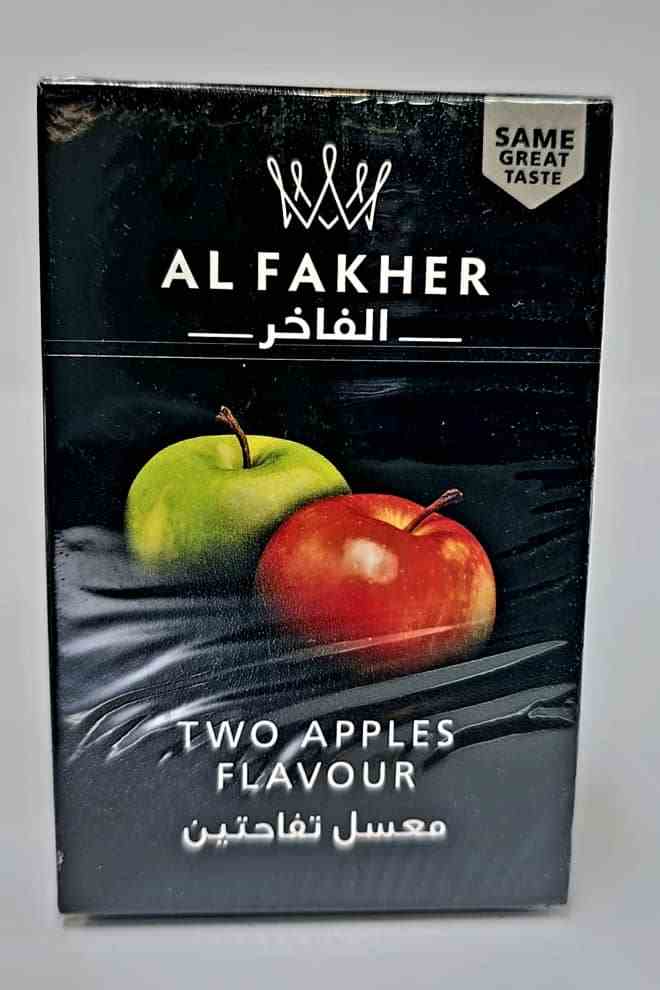 SAME
GREAT
TASTE
AL FAKHER
الفاخر
TWO APPLES
FLAVOUR
معسل تفاحتين